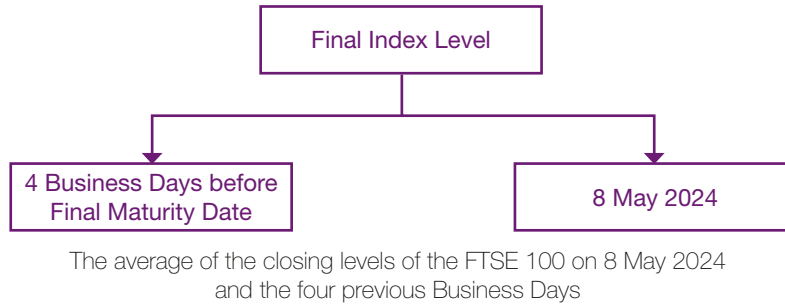 Final Index Level
4 Business Days before
Final Maturity Date
8 May 2024
The average of the closing levels of the FTSE 100 on 8 May 2024
and the four previous Business Days